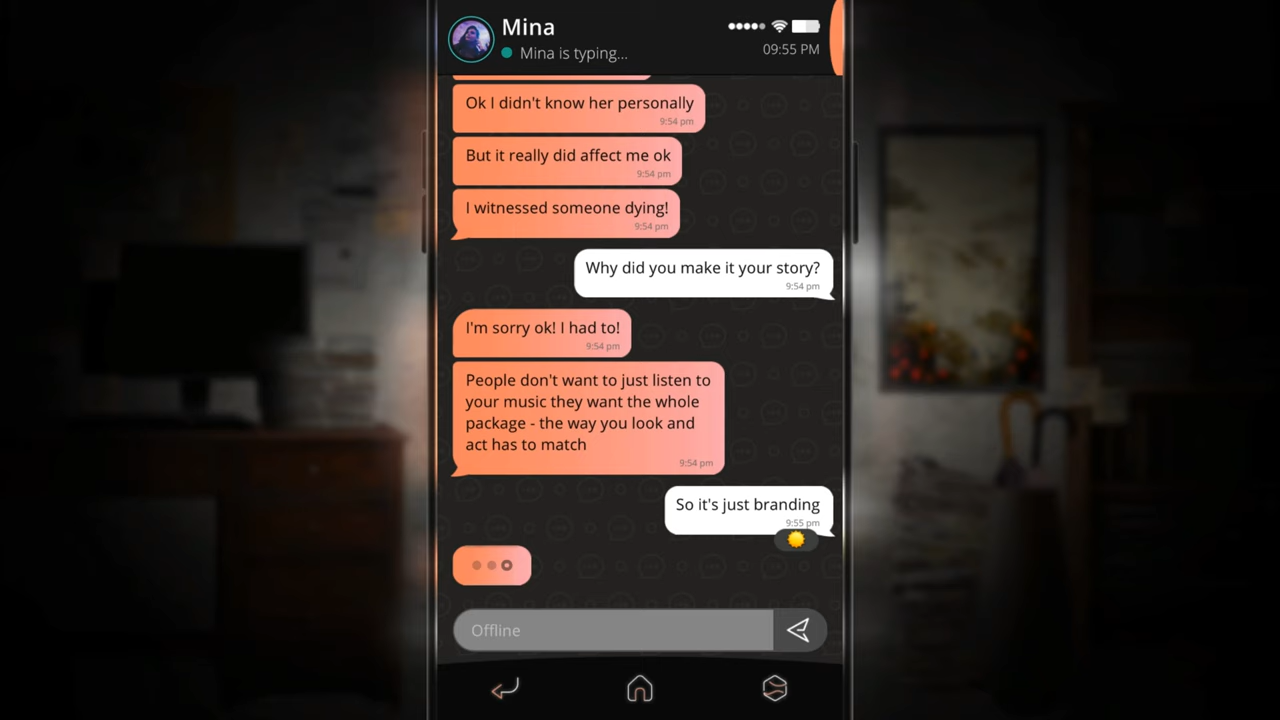 Mina
Mina is typing...
09:55 PM
Ok I didn't know her personally
9:54 pm
But it really did affect me ok
9:54 pm
I witnessed someone dying!
9:54 pm
Why did you make it your story?
9:54 pm
I'm sorry ok! I had to!
9:54 pm
People don't want to just listen to
your music they want the whole
package - the way you look and
act has to match
9:54 pm
So it's just branding
9:55 pm
Offline